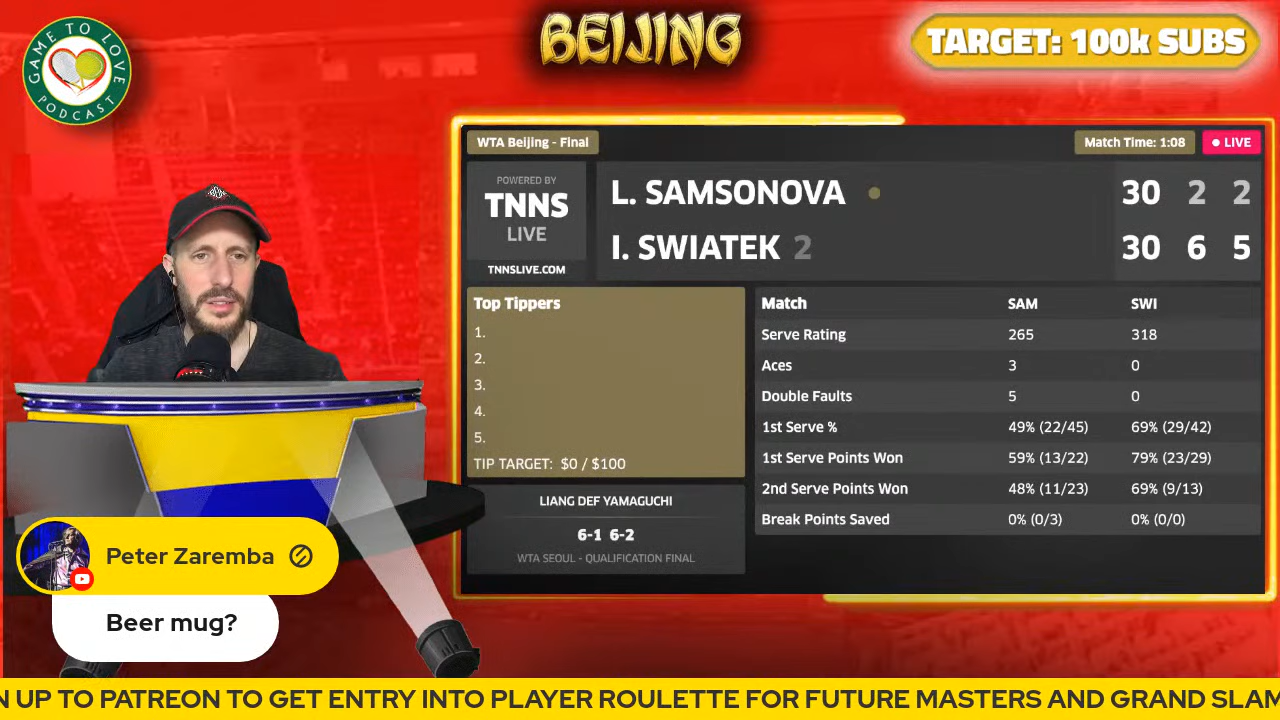 GAME TO LOVE
PODCAST
BEIJING
TARGET: 100k SUBS
WTA Beijing - Final
Match Time: 1:08
LIVE
POWERED BY
TNNS
LIVE
TNNSLIVE.COM
L. SAMSONOVA 30 2 2
I. SWIATEK 2 30 6 5
Top Tippers
1.
2.
3.
4.
5.
TIP TARGET: $0 / $100
LIANG DEF YAMAGUCHI
6-1 6-2
WTA SEOUL - QUALIFICATION FINAL
Match SAM SWI
Serve Rating 265 318
Aces 3 0
Double Faults 5 0
1st Serve % 49% (22/45) 69% (29/42)
1st Serve Points Won 59% (13/22) 79% (23/29)
2nd Serve Points Won 48% (11/23) 69% (9/13)
Break Points Saved 0% (0/3) 0% (0/0)
Peter Zaremba
Beer mug?
N UP TO PATREON TO GET ENTRY INTO PLAYER ROULETTE FOR FUTURE MASTERS AND GRAND SLAM